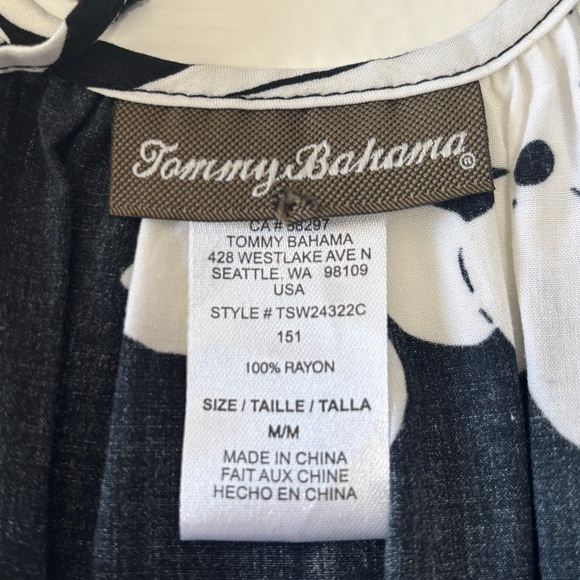 Tommy Bahama®
CA # 58297
TOMMY BAHAMA
428 WESTLAKE AVE N
SEATTLE, WA 98109
USA
STYLE # TSW24322C
151
100% RAYON
SIZE / TAILLE / TALLA
M/M
MADE IN CHINA
FAIT AUX CHINE
HECHO EN CHINA